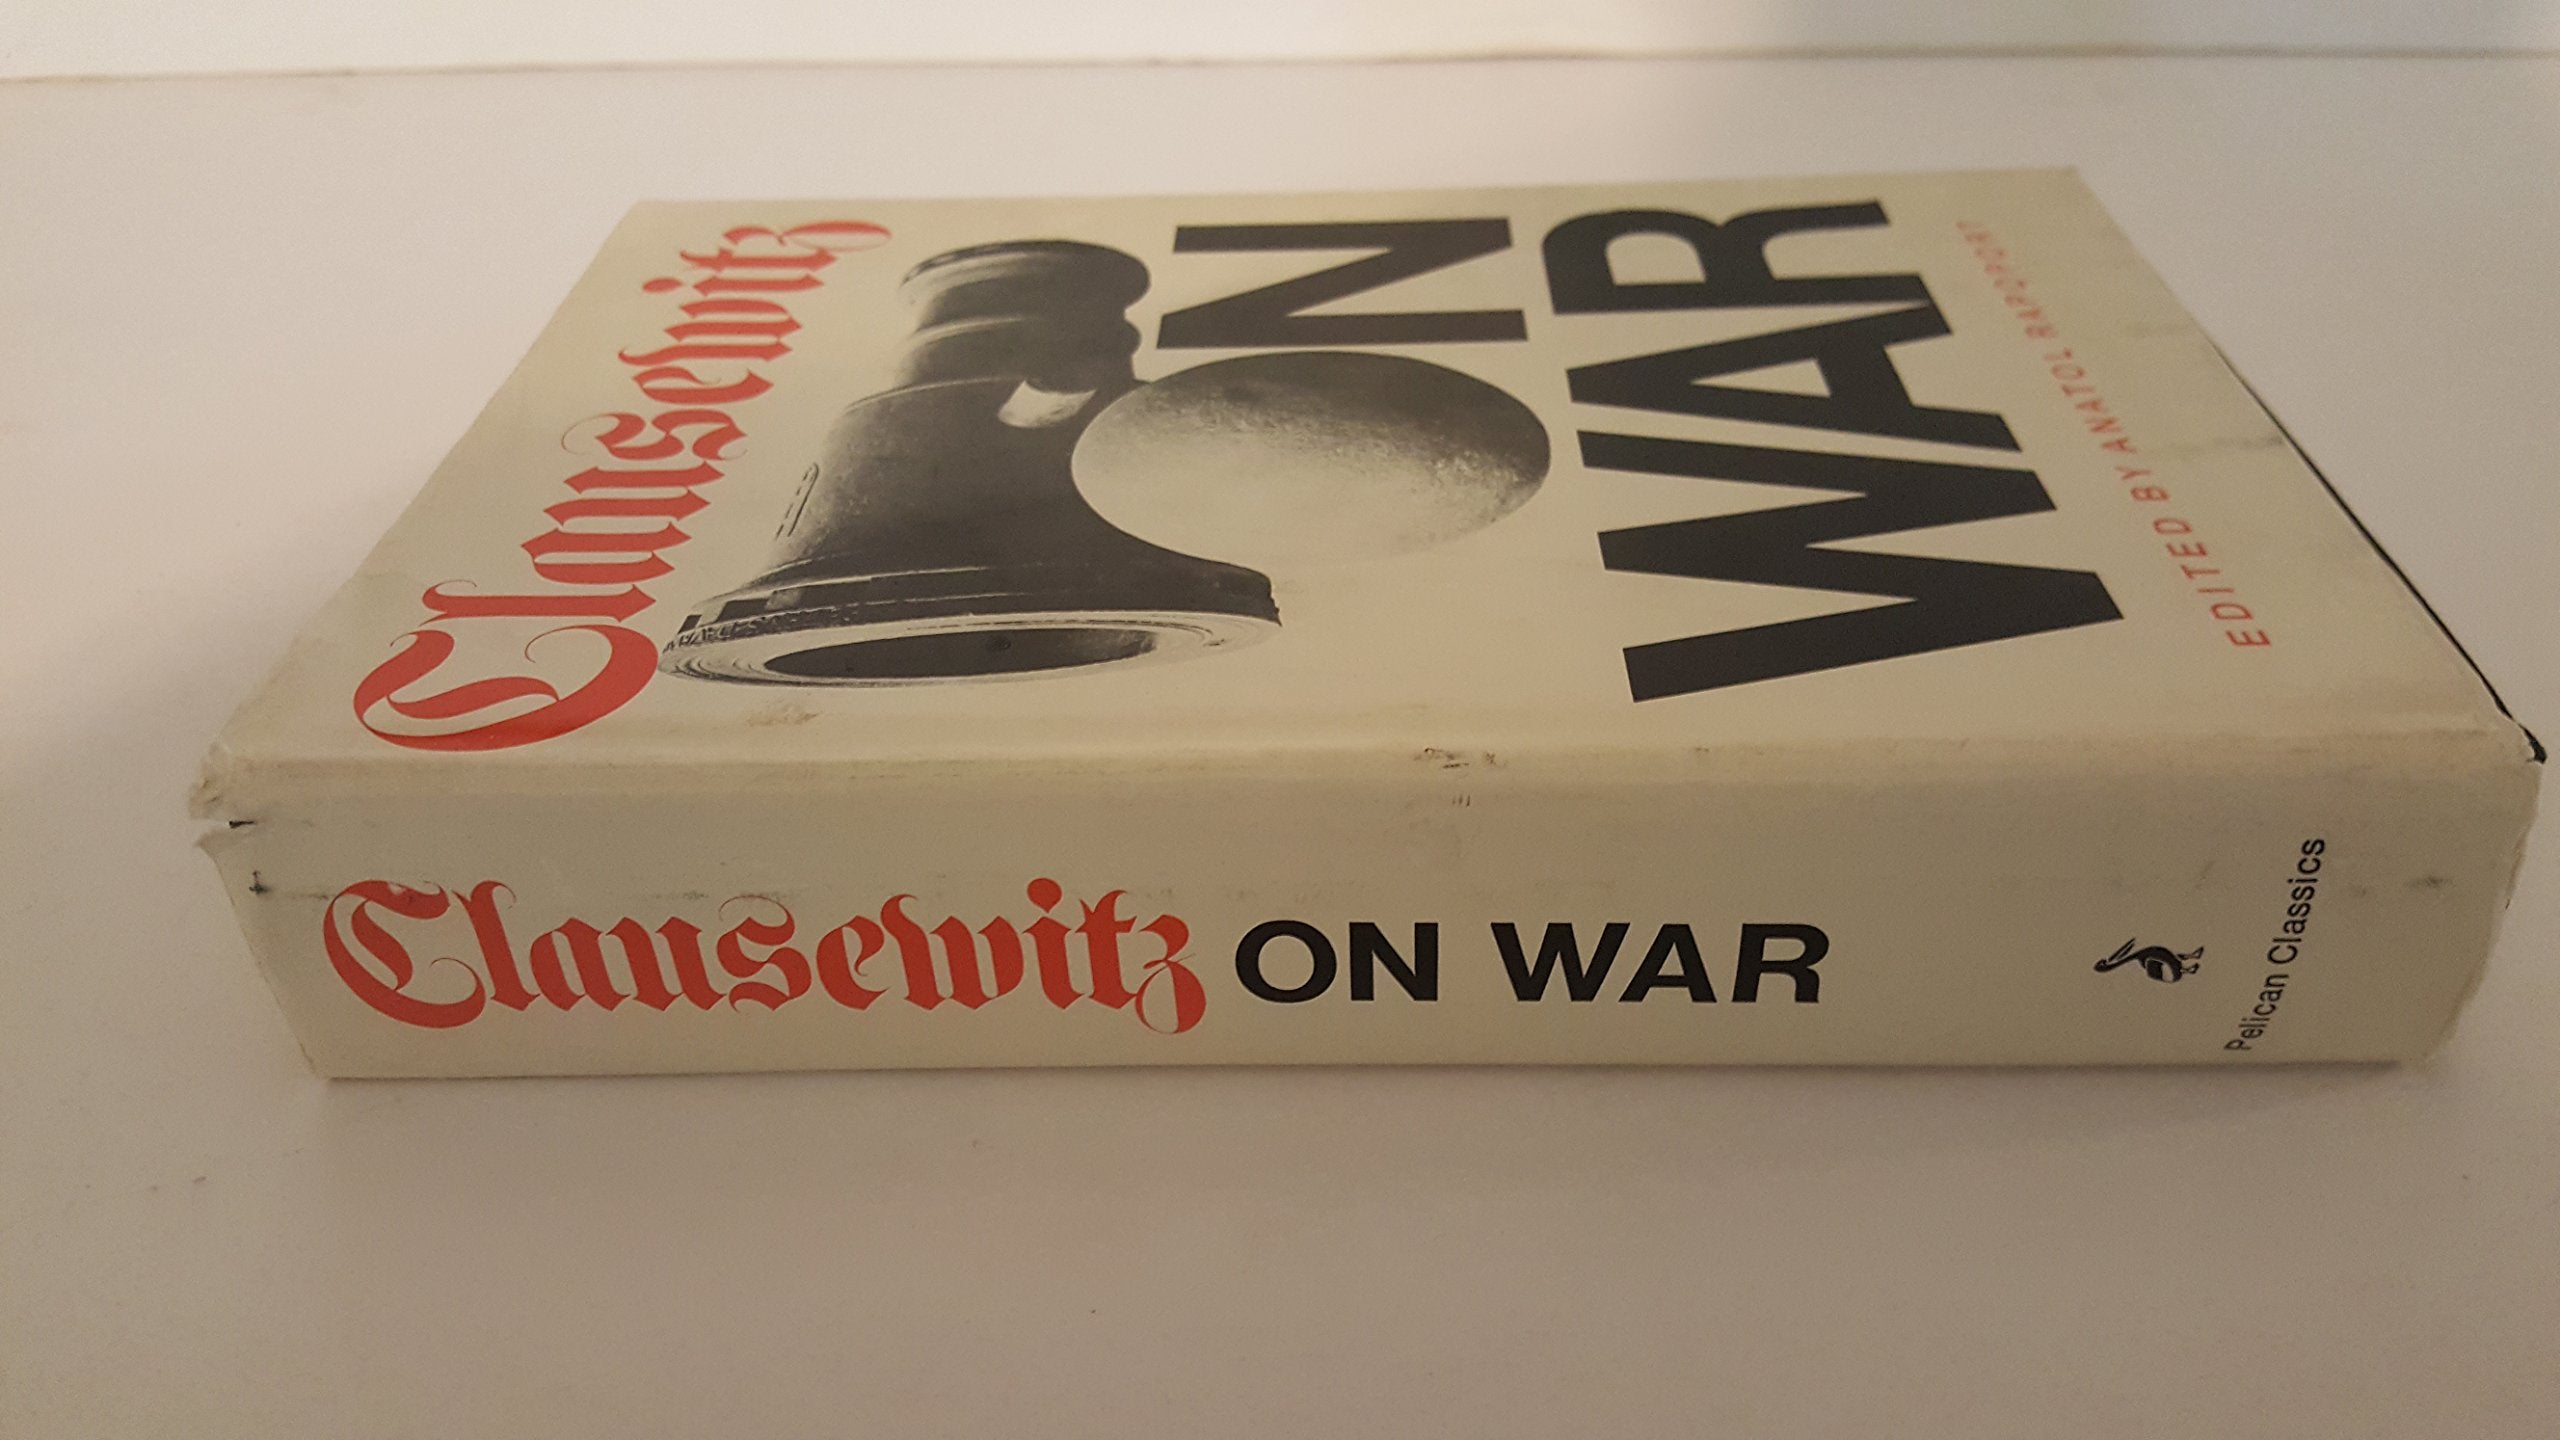 Clausewitz
ON
WAR
EDITED BY ANATOL RAPOPORT
Clausewitz ON WAR
Pelican Classics